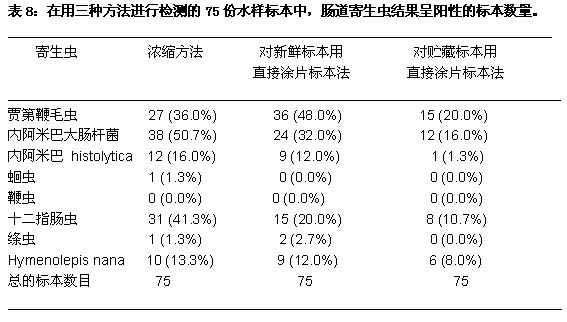 表 8：在用三种方法进行检测的 75 份水样标本中，肠道寄生虫结果呈阳性的标本数量。
寄生虫 浓缩方法 对新鲜标本用 对贮藏标本用
直接涂片标本法 直接涂片标本法
贾第鞭毛虫 27 (36.0%) 36 (48.0%) 15 (20.0%)
内阿米巴大肠杆菌 38 (50.7%) 24 (32.0%) 12 (16.0%)
内阿米巴 histolytica 12 (16.0%) 9 (12.0%) 1 (1.3%)
蛔虫 1 (1.3%) 0 (0.0%) 0 (0.0%)
鞭虫 0 (0.0%) 0 (0.0%) 0 (0.0%)
十二指肠虫 31 (41.3%) 15 (20.0%) 8 (10.7%)
绦虫 1 (1.3%) 2 (2.7%) 0 (0.0%)
Hymenolepis nana 10 (13.3%) 9 (12.0%) 6 (8.0%)
总的标本数目 75 75 75